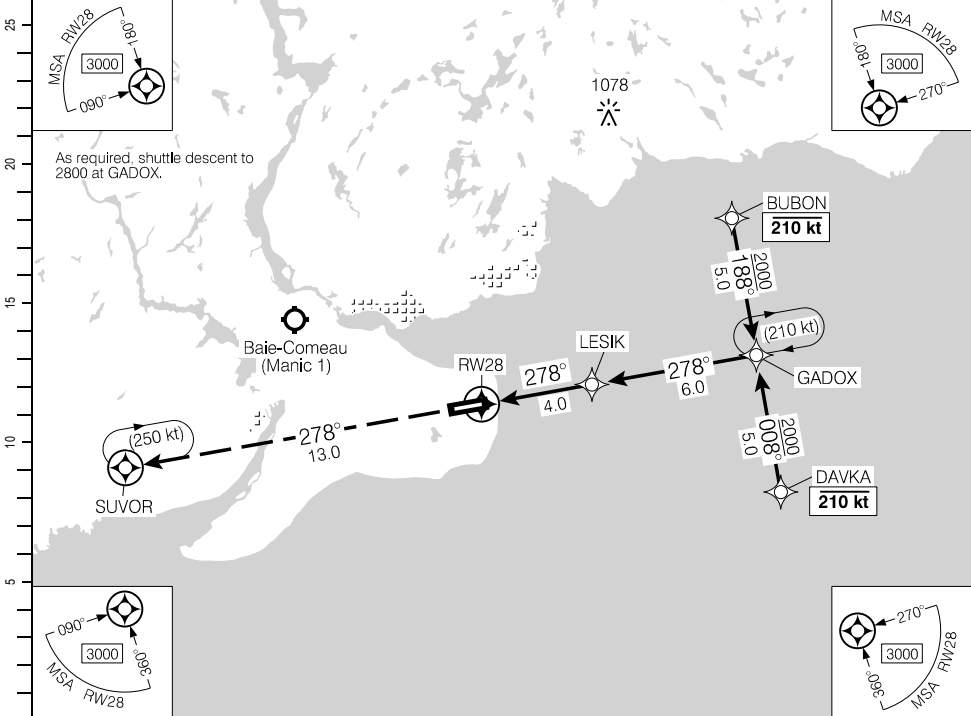 25
20
15
10
5
MSA RW28
180°
3000
090°
MSA RW28
180°
3000
270°
1078
As required, shuttle descent to
2800 at GADOX.
BUBON
210 kt
2000
188°
5.0
(210 kt)
Baie-Comeau
(Manic 1)
LESIK
RW28
278°
4.0
278°
6.0
GADOX
(250 kt)
278°
13.0
2000
008°
5.0
SUVOR
DAVKA
210 kt
090°
3000
360°
MSA RW28
270°
3000
360°
MSA RW28